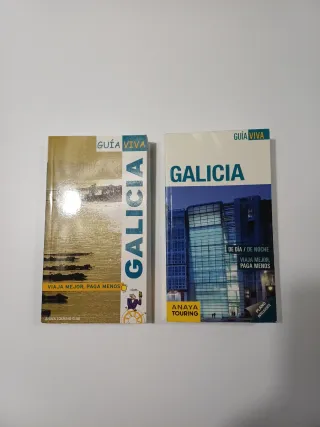 GUÍA VIVA
GALICIA
VIAJA MEJOR, PAGA MENOS
GUÍA VIVA
GALICIA
DE DÍA / DE NOCHE
VIAJA MEJOR,
PAGA MENOS
ANAYA
TOURING